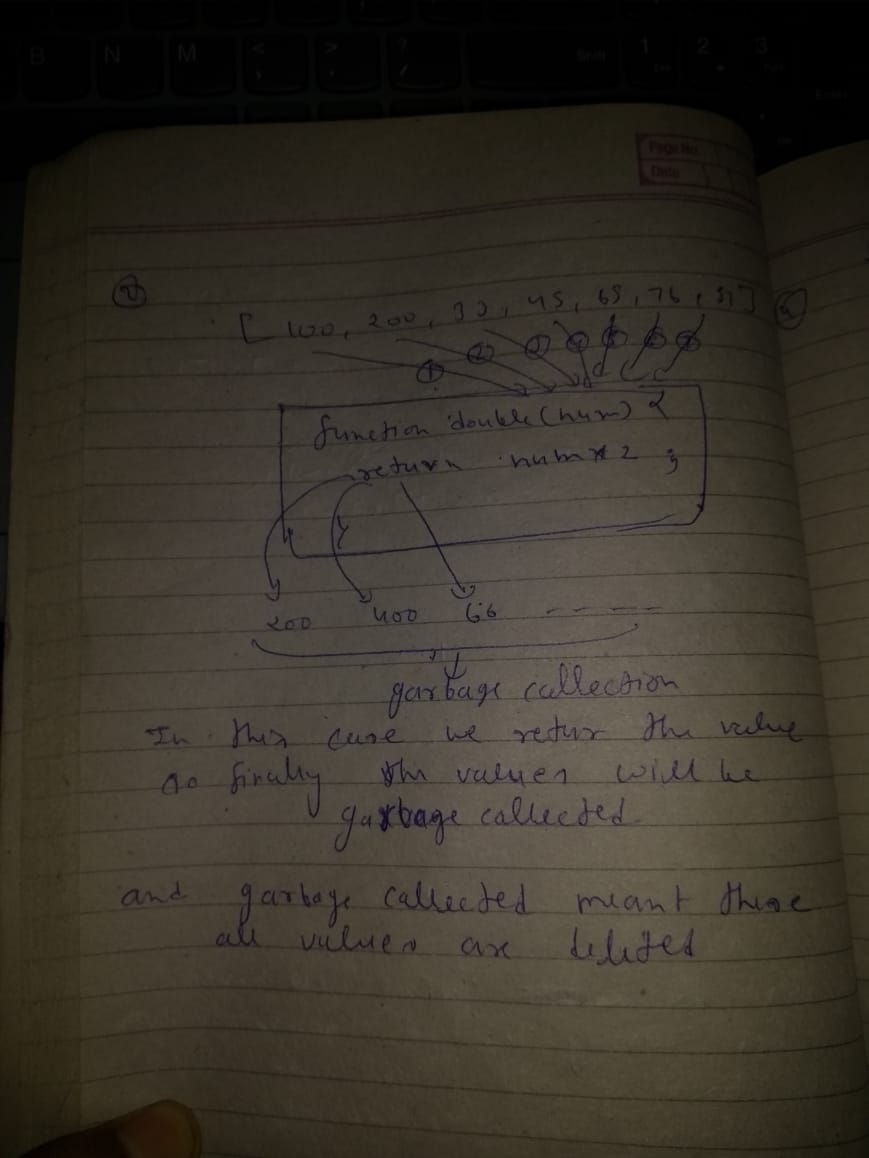 B N M < , > . ? / Shift 1 2 3
Page No.
Date
2
[ 100, 200, 33, 45, 65, 76, 51]
1 2 3 4 5 6 7
function double (num) {
return num * 2 ;
}
200 400 66 - - - -
garbage collection
In this case we retur the value
so finally the values will be
garbage collected
and garbage collected meant these
all values are deleted